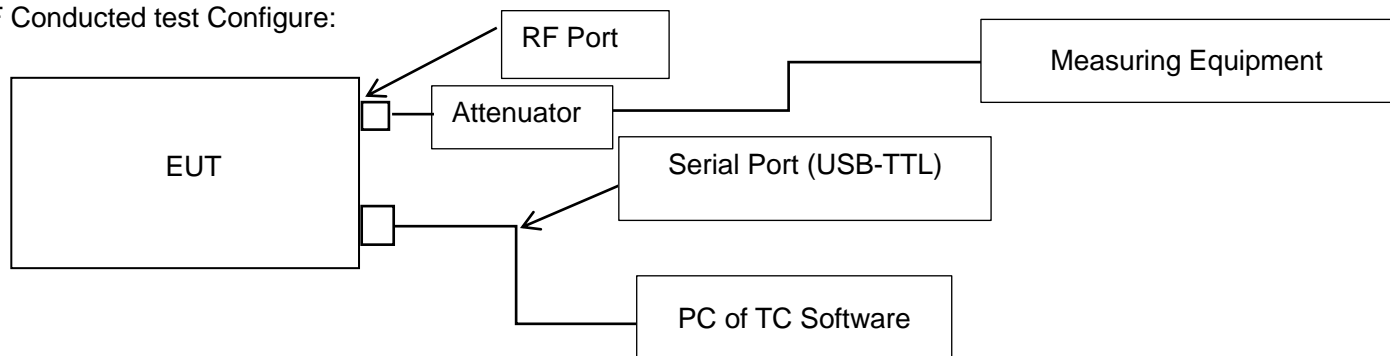 Conducted test Configure:
RF Port
Measuring Equipment
Attenuator
EUT
Serial Port (USB-TTL)
PC of TC Software